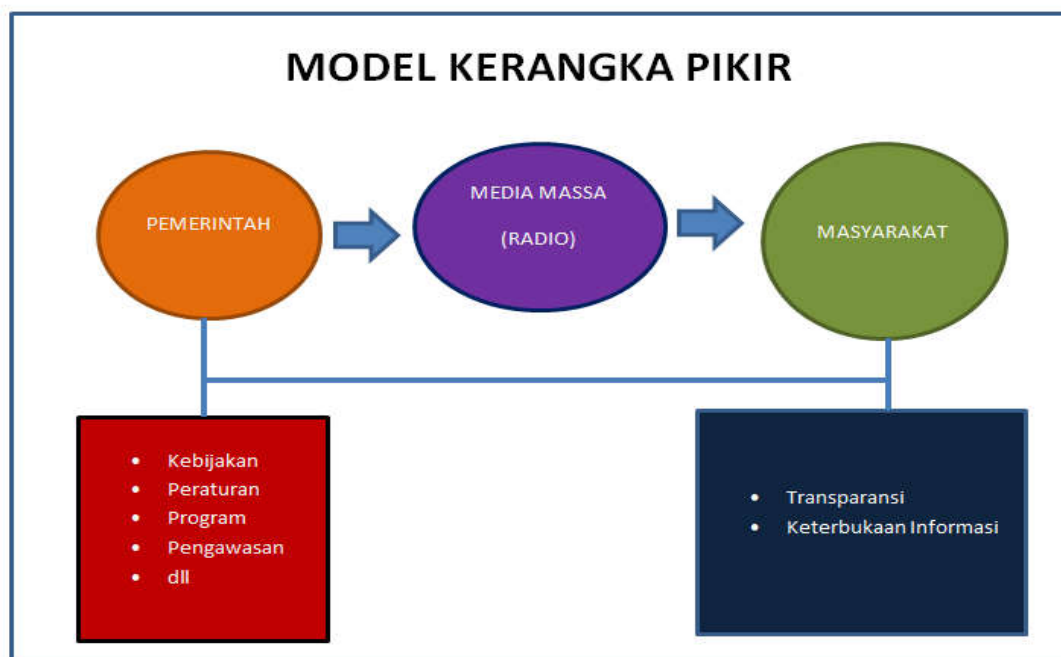 MODEL KERANGKA PIKIR
PEMERINTAH
MEDIA MASSA
(RADIO)
MASYARAKAT
• Kebijakan
• Peraturan
• Program
• Pengawasan
• dll
• Transparansi
• Keterbukaan Informasi